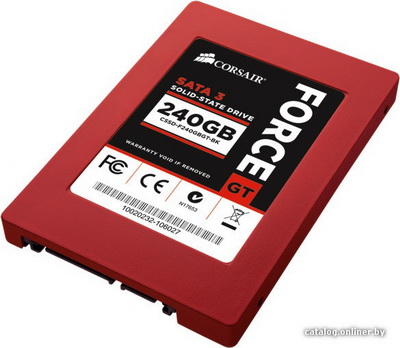 CORSAIR
SATA 3
SOLID-STATE DRIVE
240GB
CSSD-F240GBGT-BK
WARRANTY VOID IF REMOVED
FC
CE
N17653
10020232-106027
FORCE
GT
catalog.onliner.by